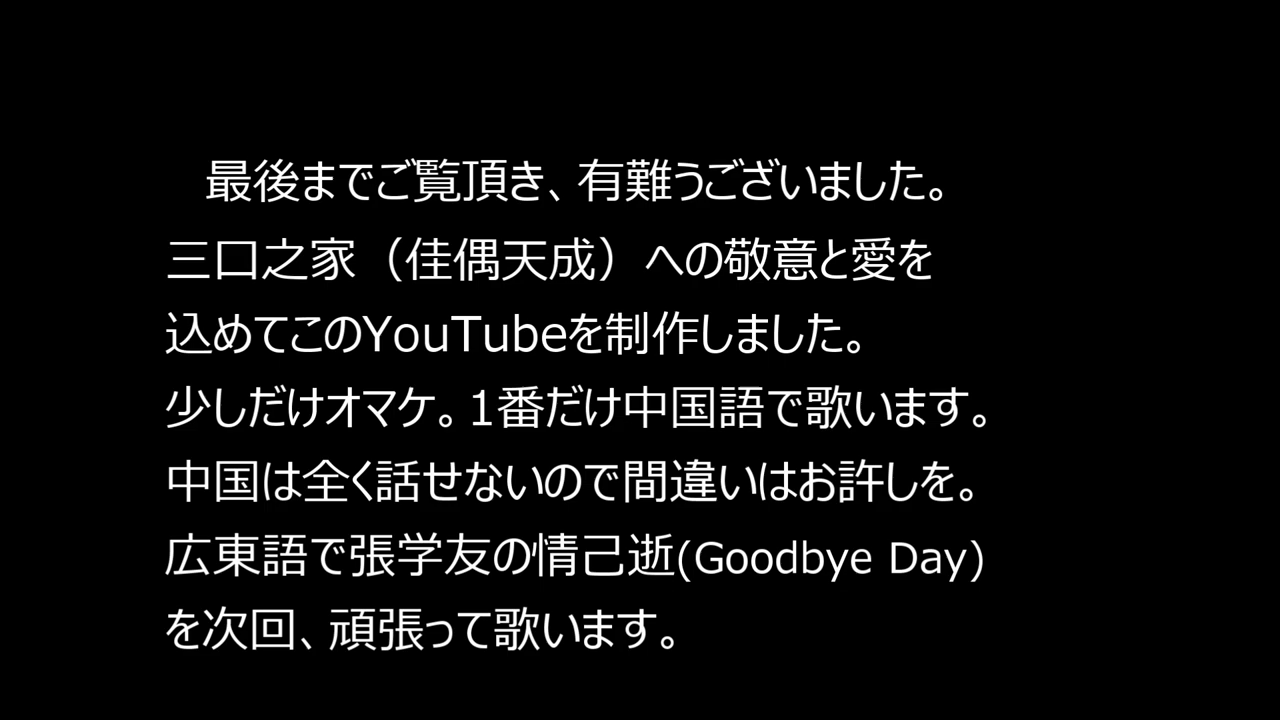 最後までご覧頂き、有難うございました。
三口之家（佳偶天成）への敬意と愛を
込めてこのYouTubeを制作しました。
少しだけオマケ。1番だけ中国語で歌います。
中国は全く話せないので間違いはお許しを。
広東語で張学友の情己逝(Goodbye Day)
を次回、頑張って歌います。